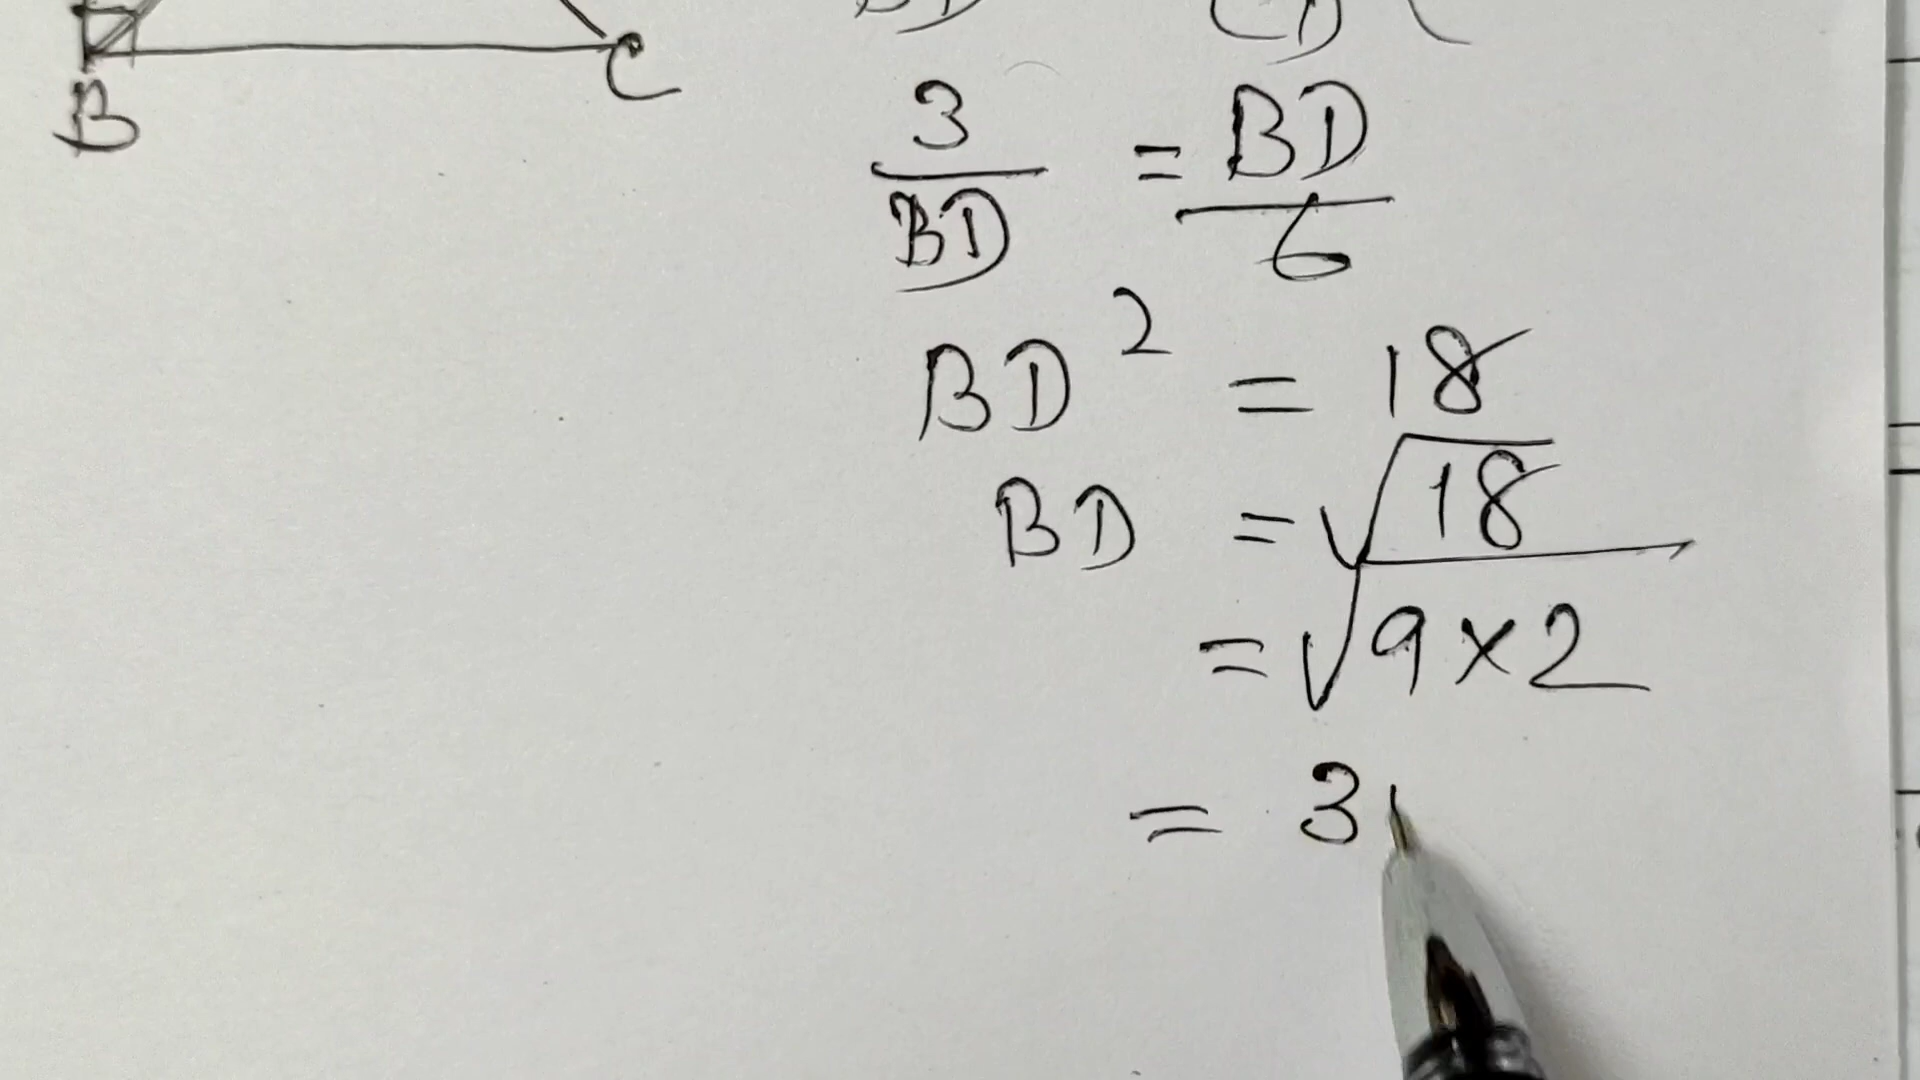 B C
3/BD = BD/6
BD² = 18
BD = √18
= √9×2
= 3